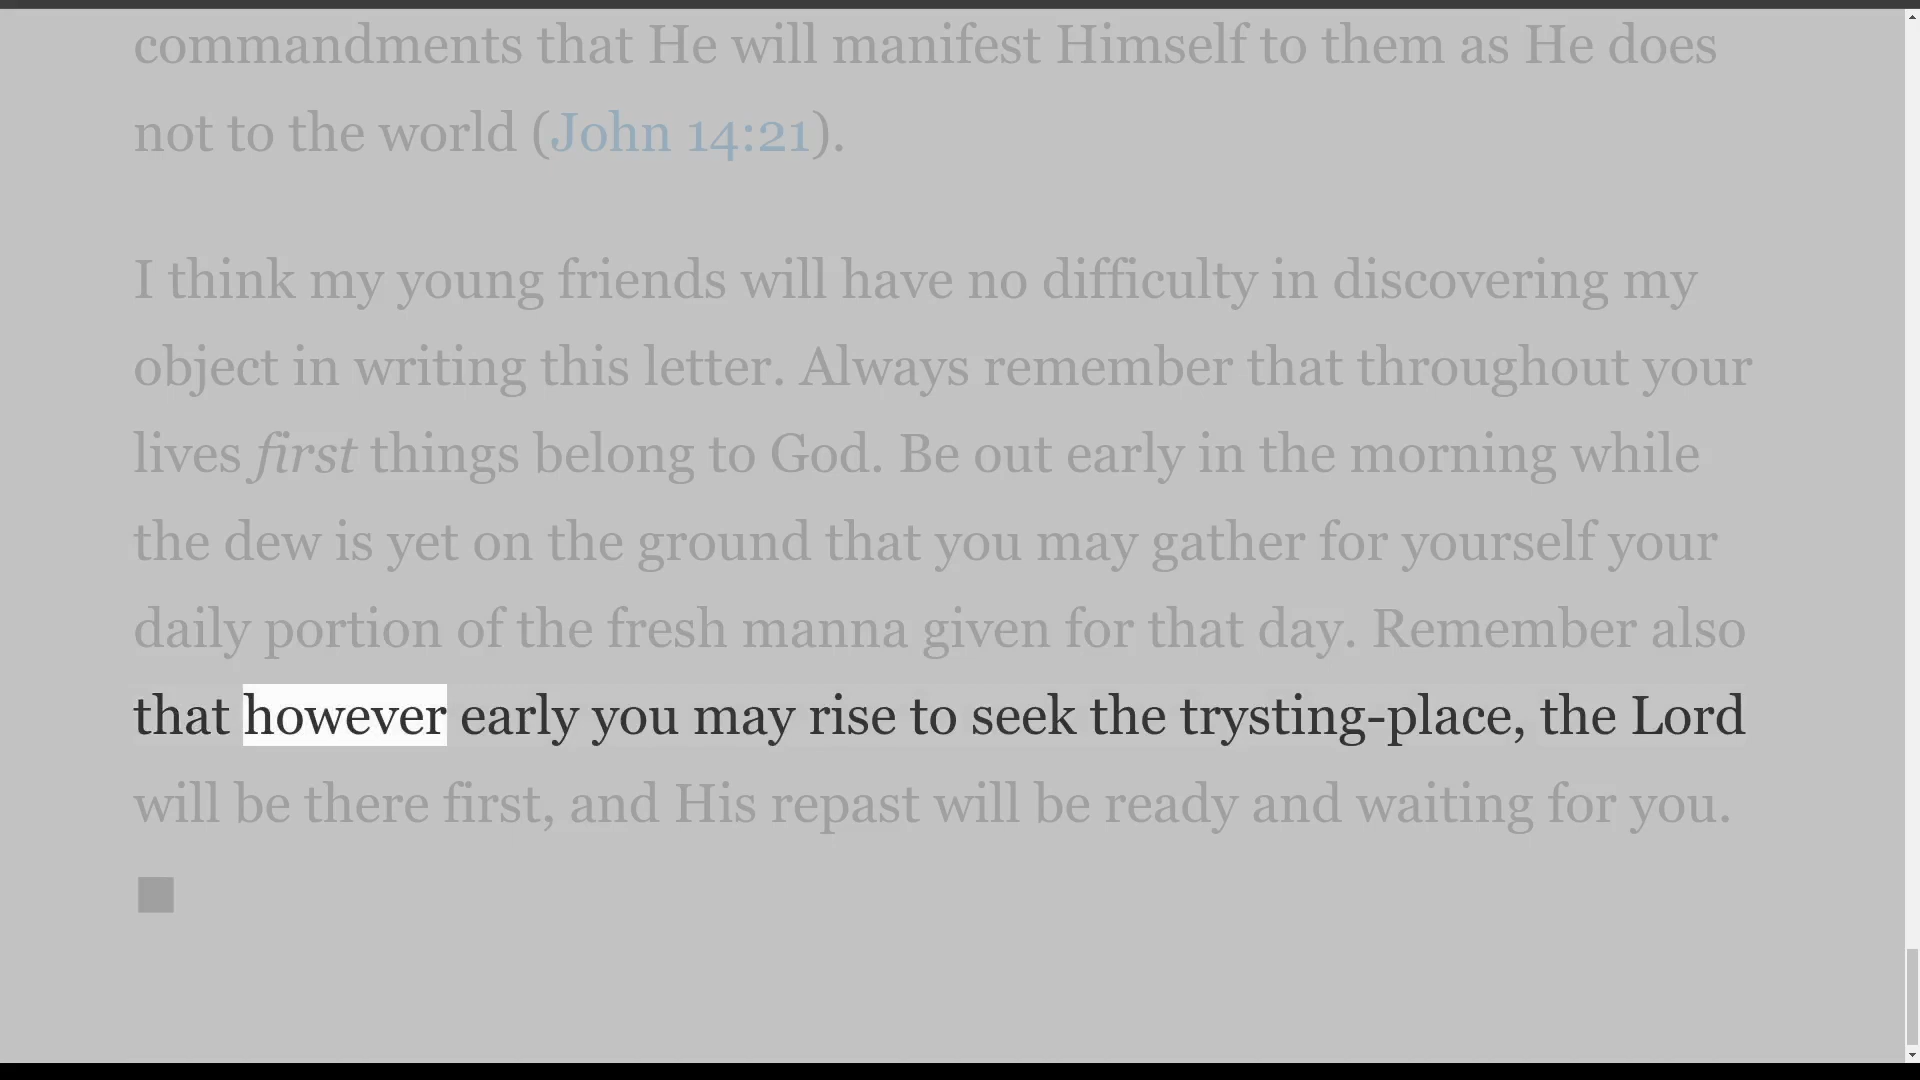 commandments that He will manifest Himself to them as He does
not to the world (John 14:21).
I think my young friends will have no difficulty in discovering my
object in writing this letter. Always remember that throughout your
lives first things belong to God. Be out early in the morning while
the dew is yet on the ground that you may gather for yourself your
daily portion of the fresh manna given for that day. Remember also
that however early you may rise to seek the trysting-place, the Lord
will be there first, and His repast will be ready and waiting for you.